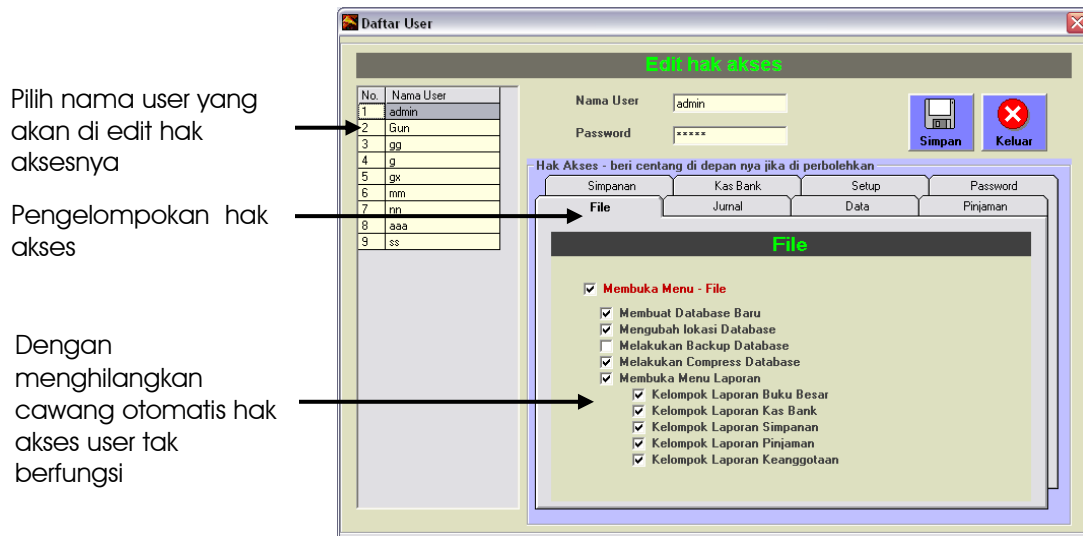 Daftar User
Edit hak akses
Pilih nama user yang
akan di edit hak
aksesnya
Pengelompokan hak
akses
Dengan
menghilangkan
cawang otomatis hak
akses user tak
berfungsi
No. Nama User
1 admin
2 Gun
3 gg
4 g
5 gx
6 mm
7 nn
8 aaa
9 ss
Nama User admin
Password *****
Simpan Keluar
Hak Akses - beri centang di depan nya jika di perbolehkan
Simpanan Kas Bank Setup Password
File Jurnal Data Pinjaman
File
Membuka Menu - File
Membuat Database Baru
Mengubah lokasi Database
Melakukan Backup Database
Melakukan Compress Database
Membuka Menu Laporan
Kelompok Laporan Buku Besar
Kelompok Laporan Kas Bank
Kelompok Laporan Simpanan
Kelompok Laporan Pinjaman
Kelompok Laporan Keanggotaan